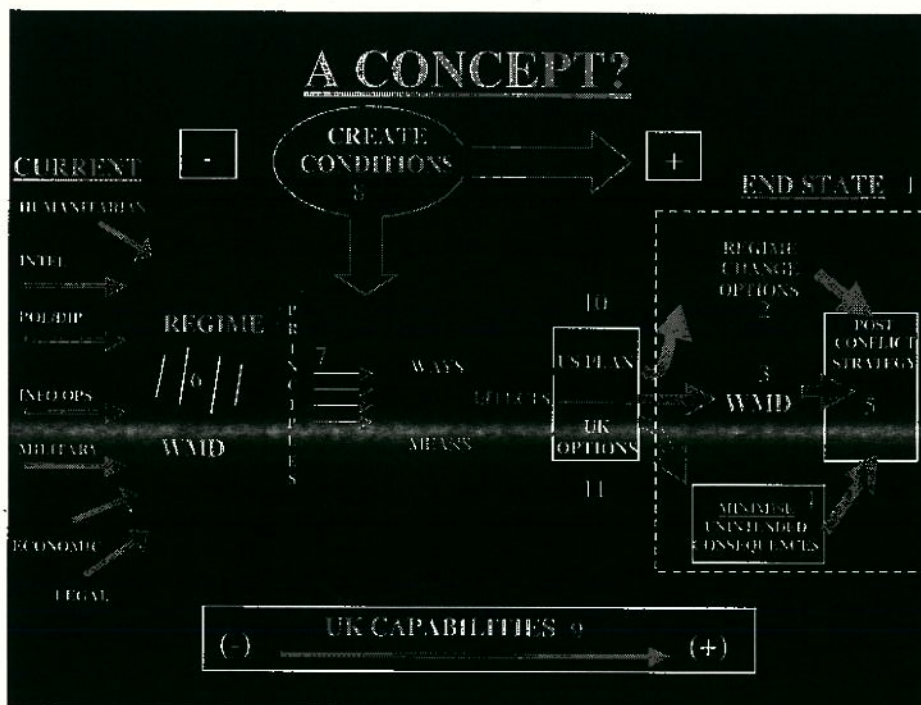 A CONCEPT?
CREATE
CONDITIONS
8
-
+
CURRENT
END STATE 1
HUMANITARIAN
INTEL
POL/DIP
INFO OPS
MILITARY
ECONOMIC
LEGAL
REGIME
6
WMD
PRINCIPLES
7
WAYS
MEANS
EFFECTS
10
US PLAN
UK
OPTIONS
11
REGIME
CHANGE
OPTIONS
2
3
WMD
POST
CONFLICT
STRATEGY
5
MINIMISE
UNINTENDED
CONSEQUENCES
UK CAPABILITIES 9
(-)
(+)